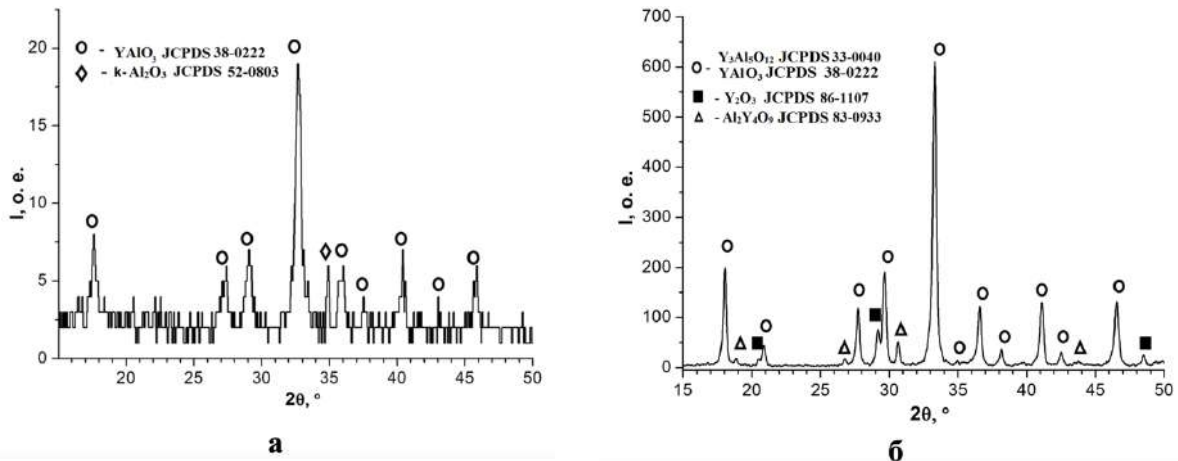 YAlO₃ JCPDS 38-0222
k-Al₂O₃ JCPDS 52-0803
I, о. е.
20
15
10
5
0
20 25 30 35 40 45 50
2θ, °
а
Y₃Al₅O₁₂ JCPDS 33-0040
YAlO₃ JCPDS 38-0222
- Y₂O₃ JCPDS 86-1107
- Al₂Y₄O₉ JCPDS 83-0933
I, о. е.
700
600
500
400
300
200
100
0
15 20 25 30 35 40 45 50
2θ, °
б